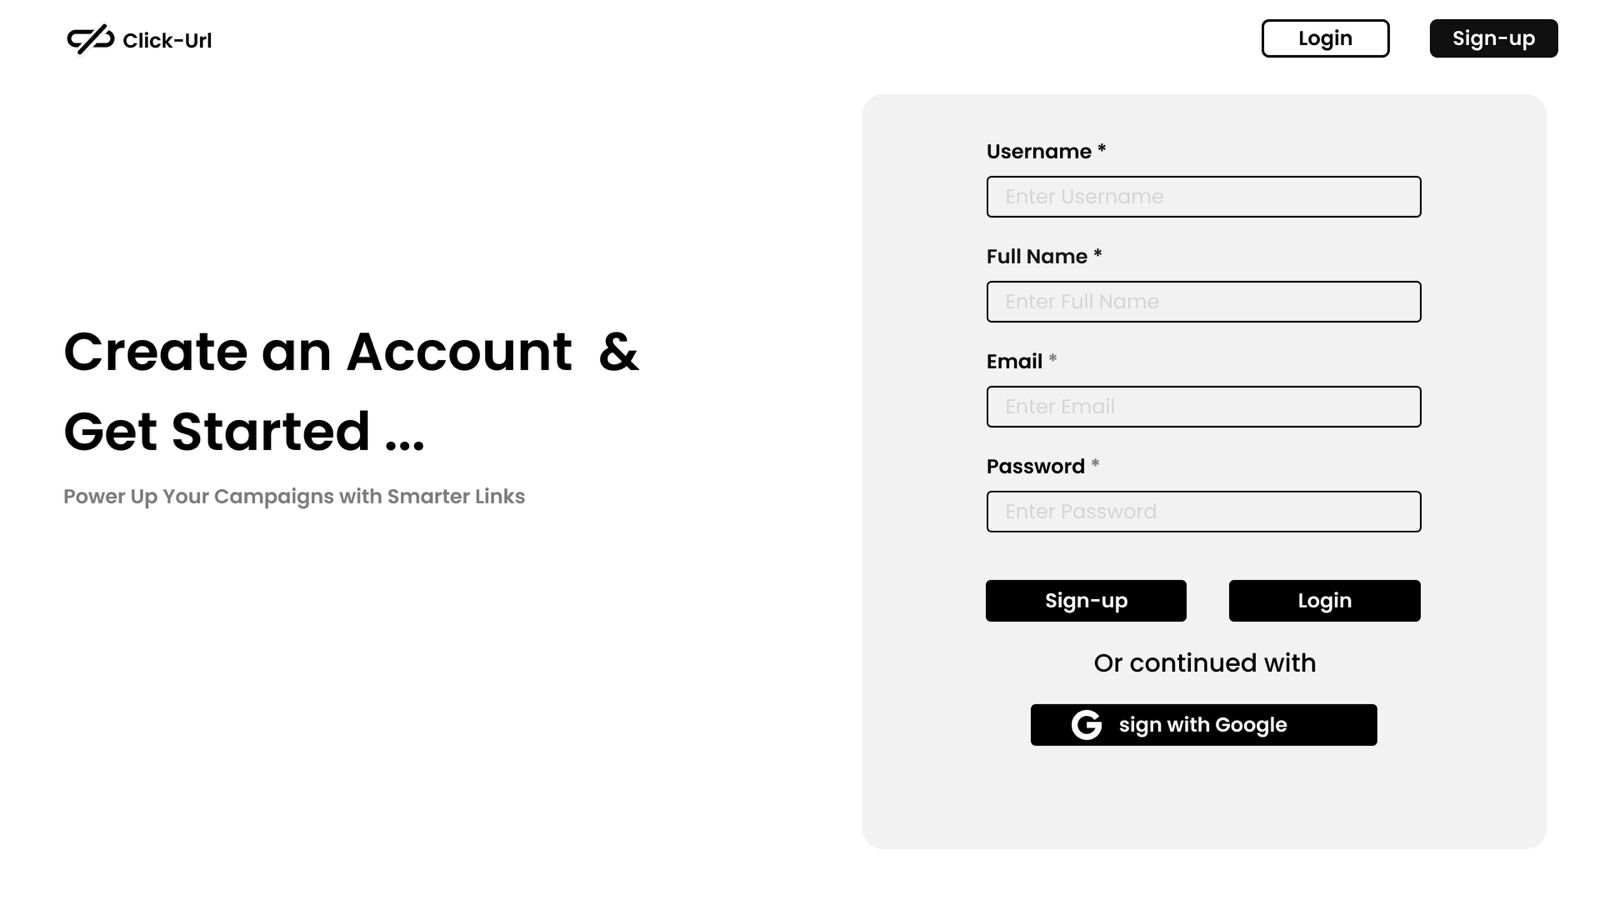 Click-Url
Login
Sign-up
Create an Account &
Get Started ...
Power Up Your Campaigns with Smarter Links
Username *
Enter Username
Full Name *
Enter Full Name
Email *
Enter Email
Password *
Enter Password
Sign-up
Login
Or continued with
sign with Google